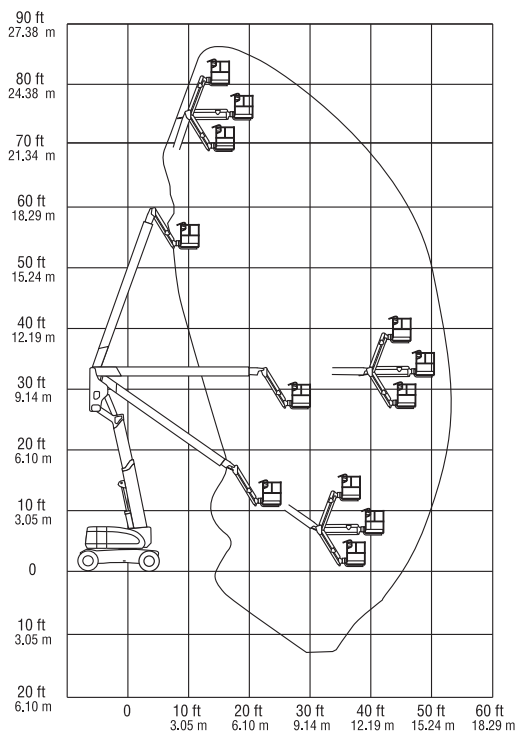 90 ft
27.38 m
80 ft
24.38 m
70 ft
21.34 m
60 ft
18.29 m
50 ft
15.24 m
40 ft
12.19 m
30 ft
9.14 m
20 ft
6.10 m
10 ft
3.05 m
0
10 ft
3.05 m
20 ft
6.10 m
0 10 ft 20 ft 30 ft 40 ft 50 ft 60 ft
3.05 m 6.10 m 9.14 m 12.19 m 15.24 m 18.29 m